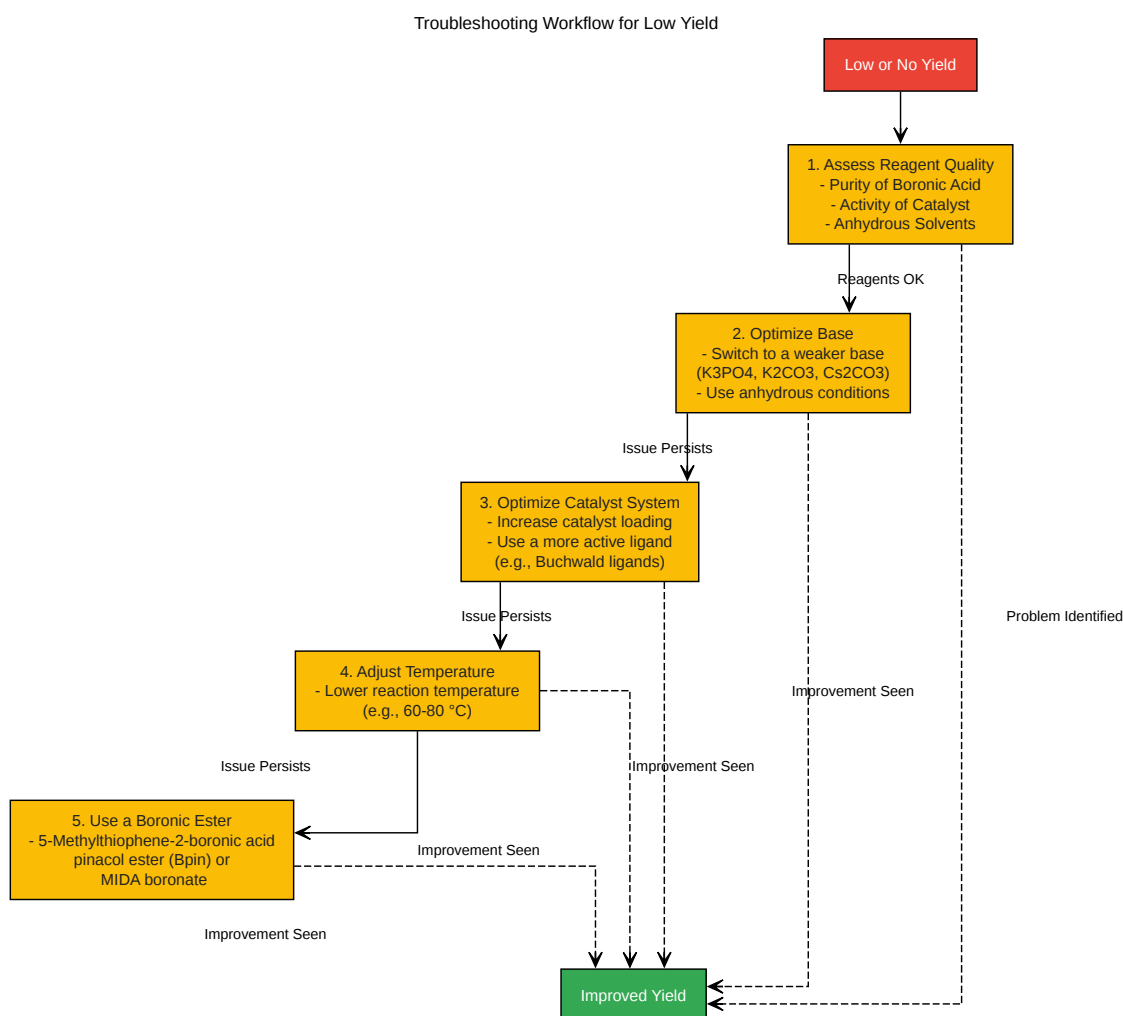 Troubleshooting Workflow for Low Yield
Low or No Yield
1. Assess Reagent Quality
- Purity of Boronic Acid
- Activity of Catalyst
- Anhydrous Solvents
Reagents OK
2. Optimize Base
- Switch to a weaker base
(K3PO4, K2CO3, Cs2CO3)
- Use anhydrous conditions
Issue Persists
3. Optimize Catalyst System
- Increase catalyst loading
- Use a more active ligand
(e.g., Buchwald ligands)
Issue Persists
Problem Identified
4. Adjust Temperature
- Lower reaction temperature
(e.g., 60-80 °C)
Improvement Seen
Issue Persists
Improvement Seen
5. Use a Boronic Ester
- 5-Methylthiophene-2-boronic acid
pinacol ester (Bpin) or
MIDA boronate
Improvement Seen
Improvement Seen
Improved Yield